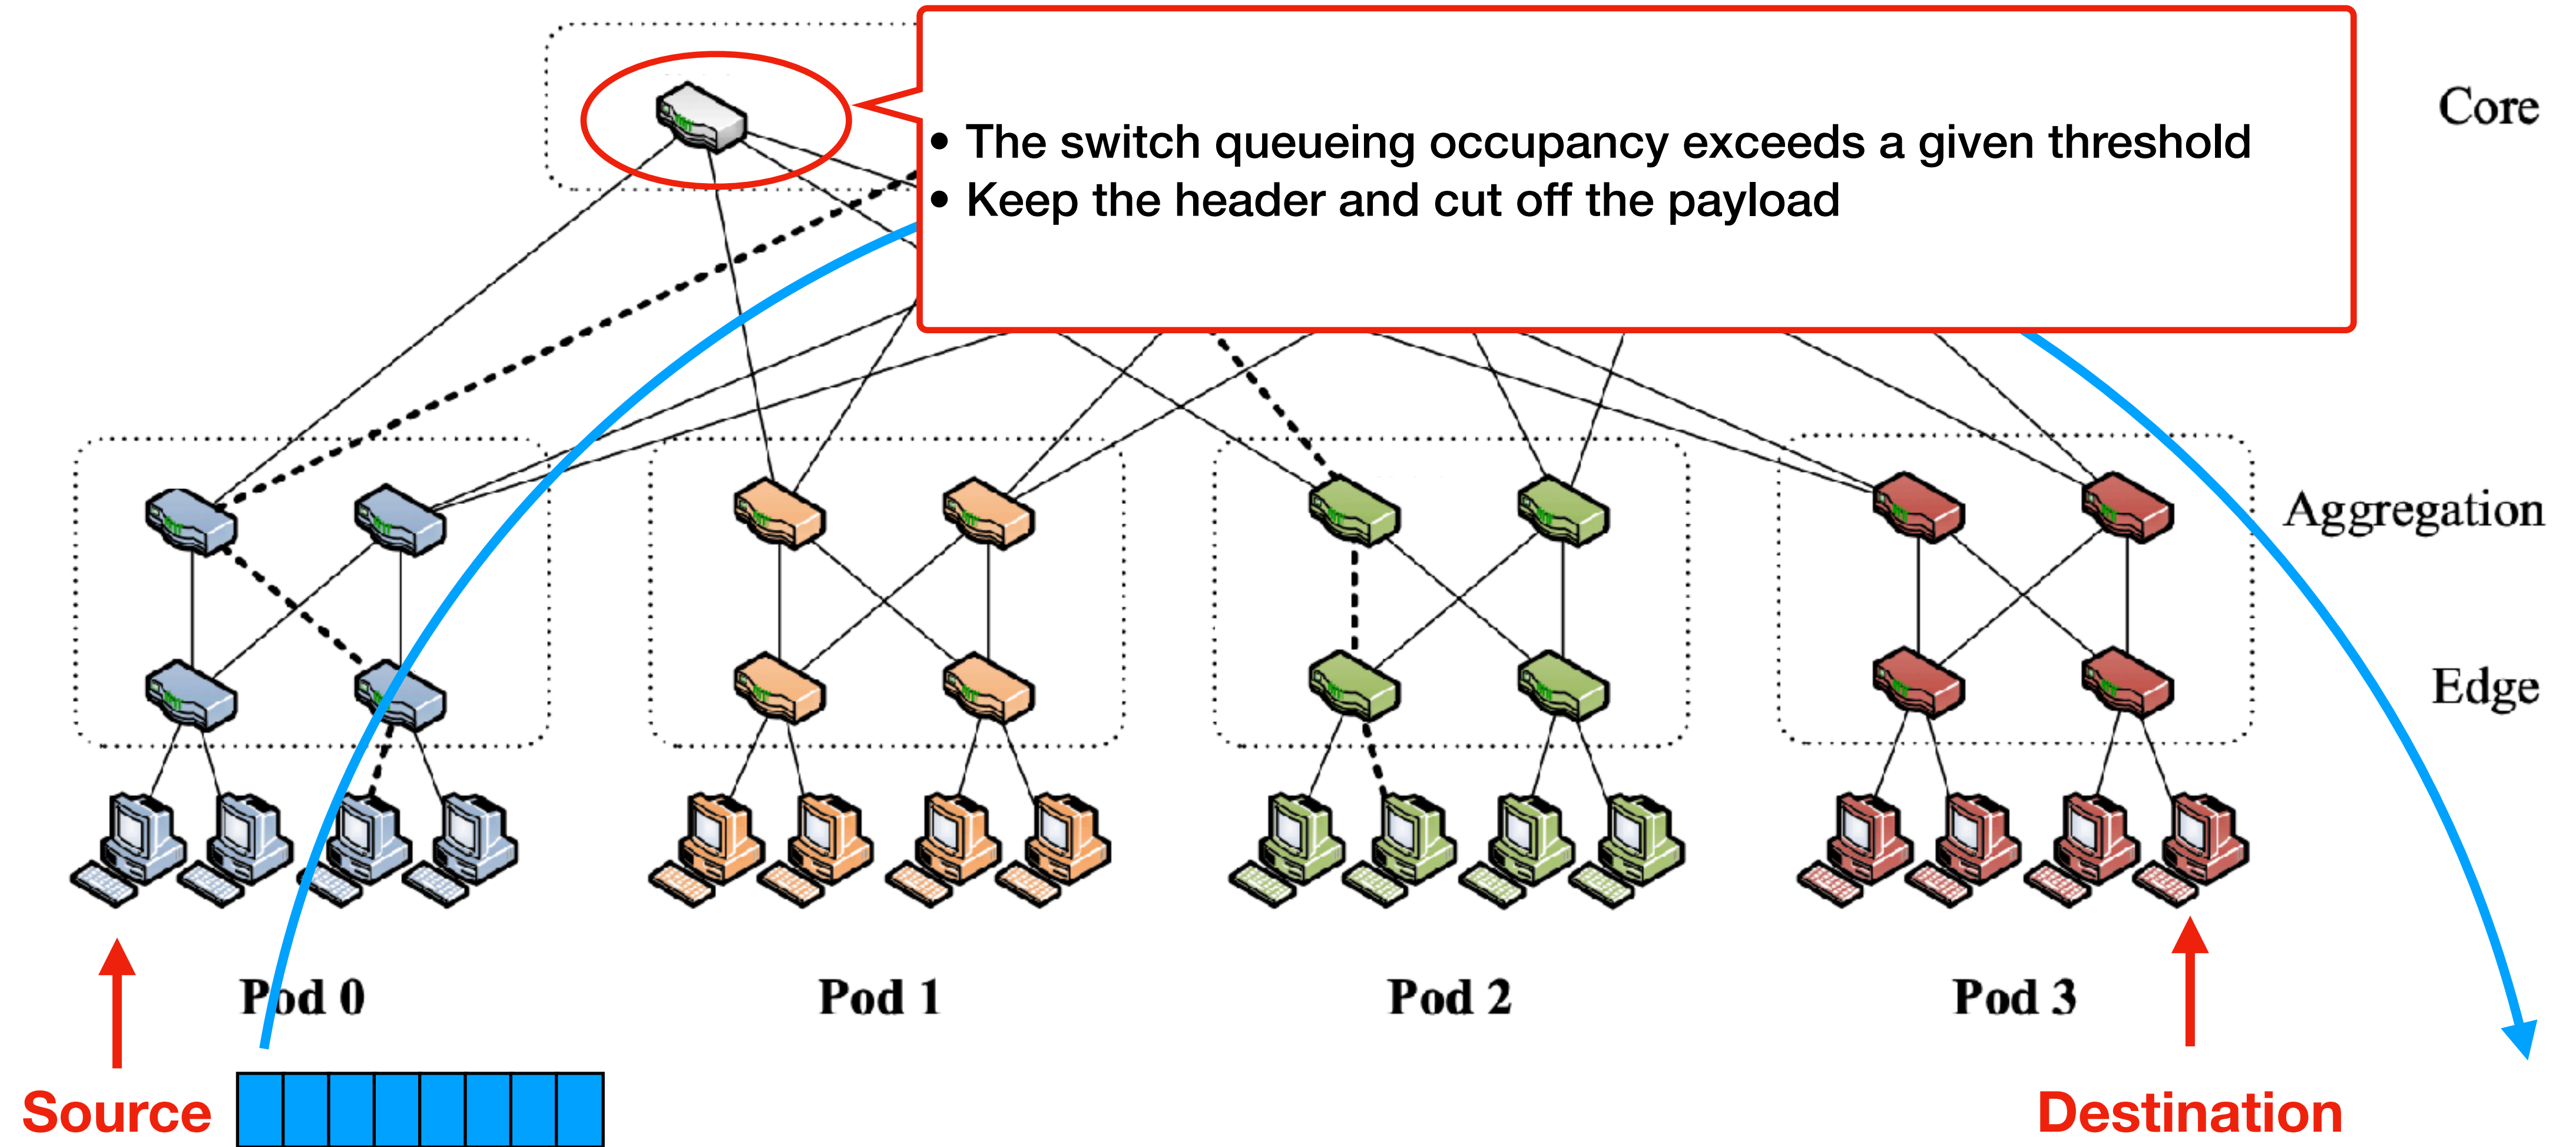 Core
• The switch queueing occupancy exceeds a given threshold
• Keep the header and cut off the payload
Aggregation
Edge
Pod 0
Pod 1
Pod 2
Pod 3
Source
Destination